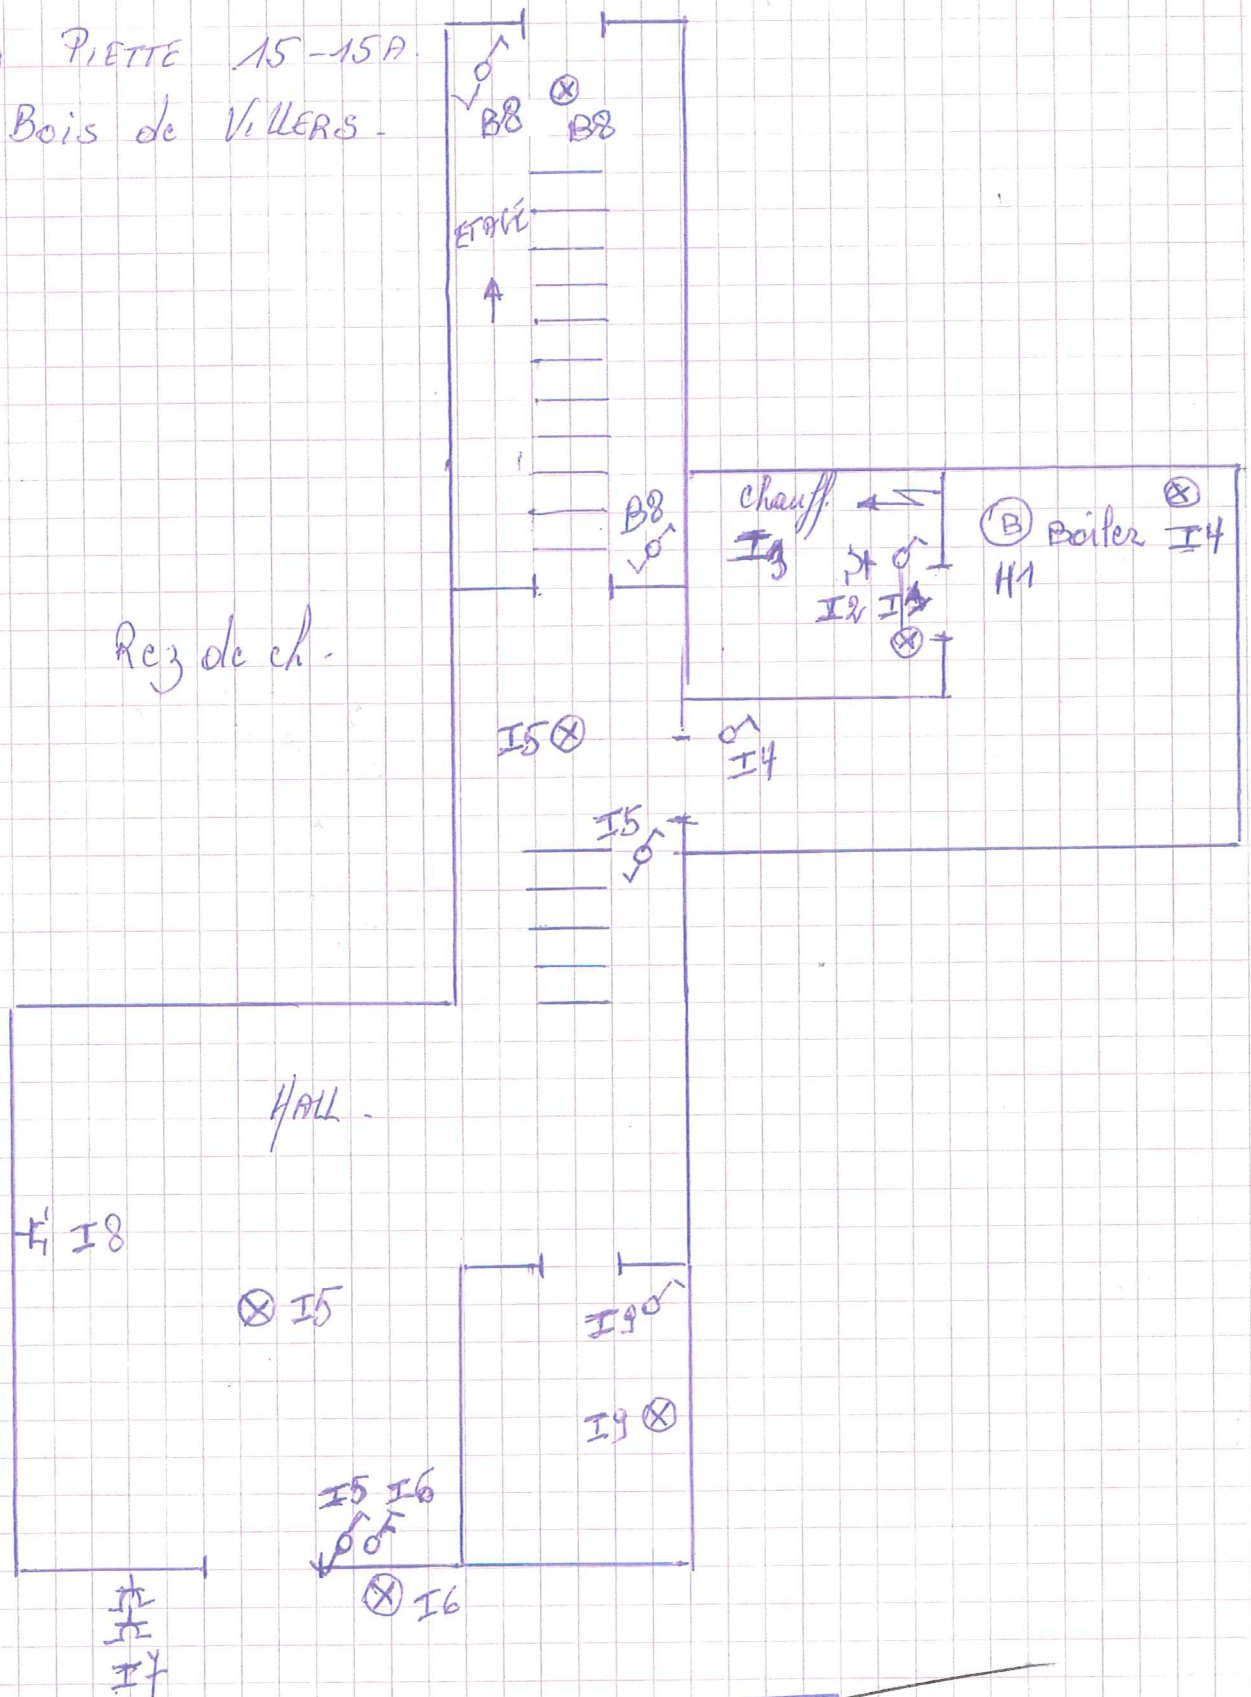 PIETTE 15-15A.
Bois de VILLERS.
B8 B8
ETAGE
B8
chauff.
I3
B Boiler I4
H1
I2
Rez de ch.
I5
I4
I5
HALL.
I8
I5
I9
I9
I5 I6
I6
I7